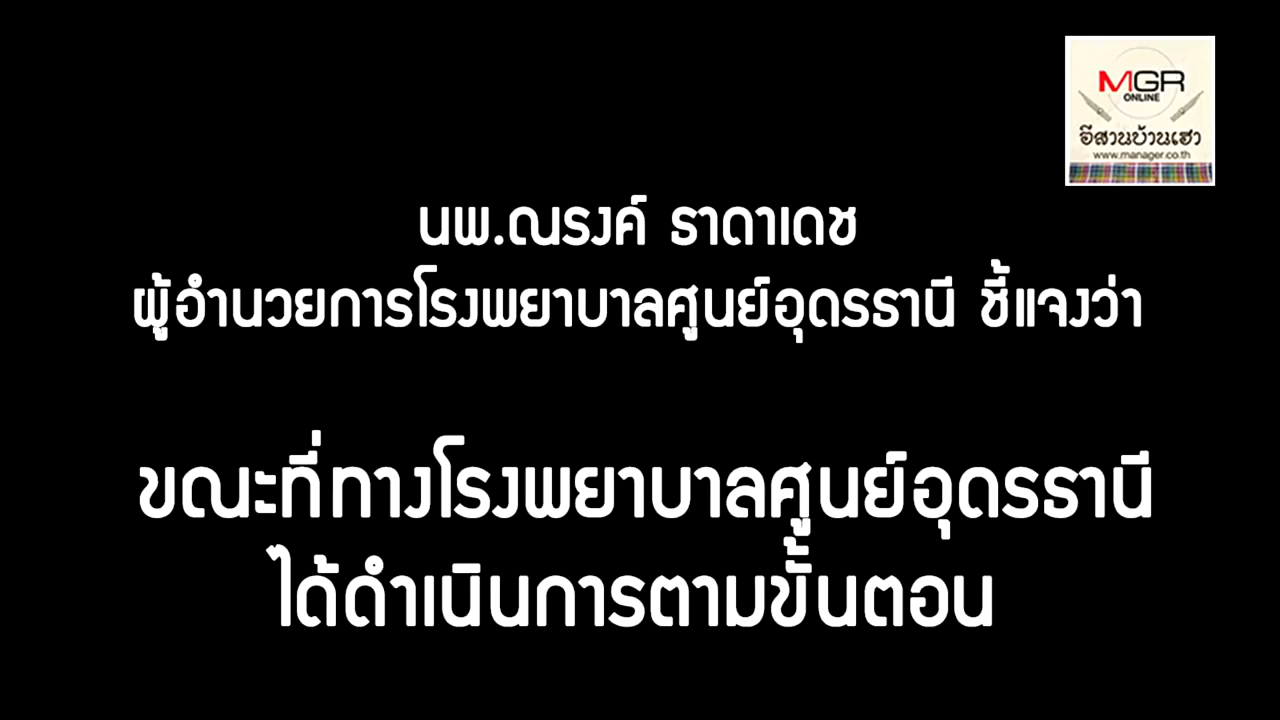 MGR
ONLINE
อีสานบ้านเฮา
www.manager.co.th
นพ.ณรงค์ ธาดาเดช
ผู้อำนวยการโรงพยาบาลศูนย์อุดรธานี ชี้แจงว่า
ขณะที่ทางโรงพยาบาลศูนย์อุดรธานี
ได้ดำเนินการตามขั้นตอน